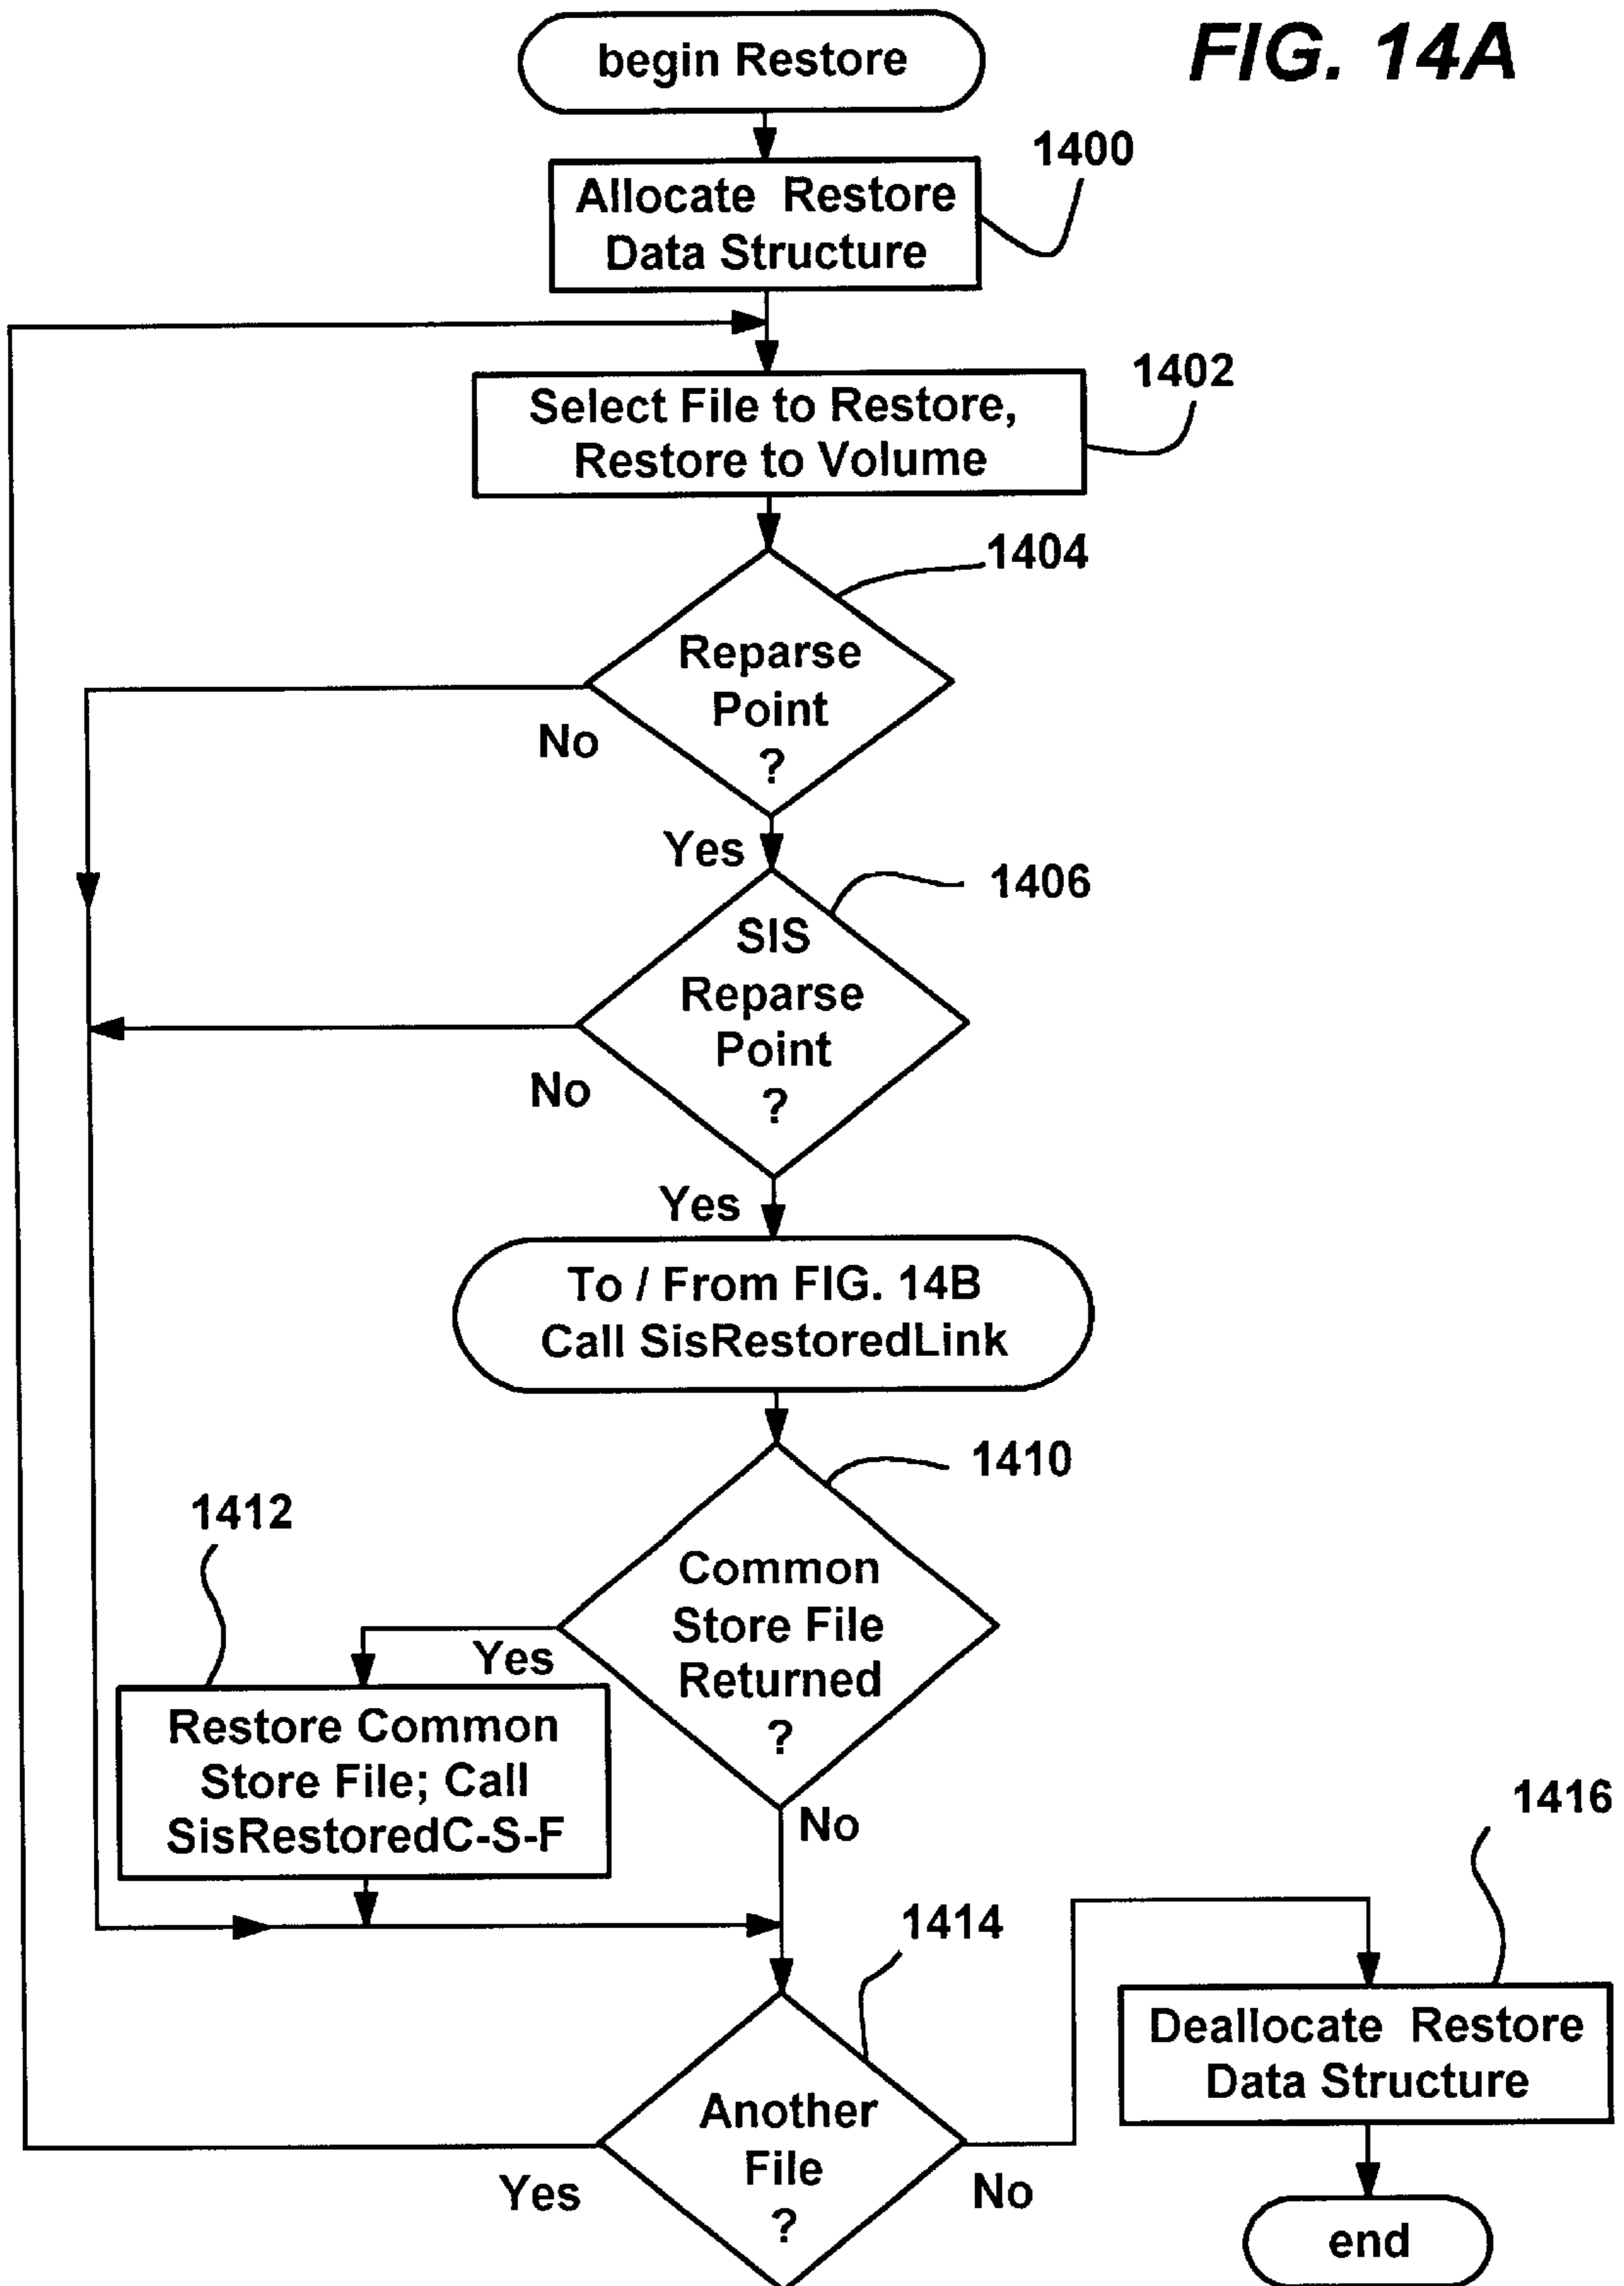 FIG. 14A
begin Restore
1400
Allocate Restore
Data Structure
1402
Select File to Restore,
Restore to Volume
1404
Reparse
Point
?
No
Yes
1406
SIS
Reparse
Point
?
No
Yes
To / From FIG. 14B
Call SisRestoredLink
1410
Common
Store File
Returned
?
Yes
No
1412
Restore Common
Store File; Call
SisRestoredC-S-F
1414
Another
File
?
Yes
No
1416
Deallocate Restore
Data Structure
end